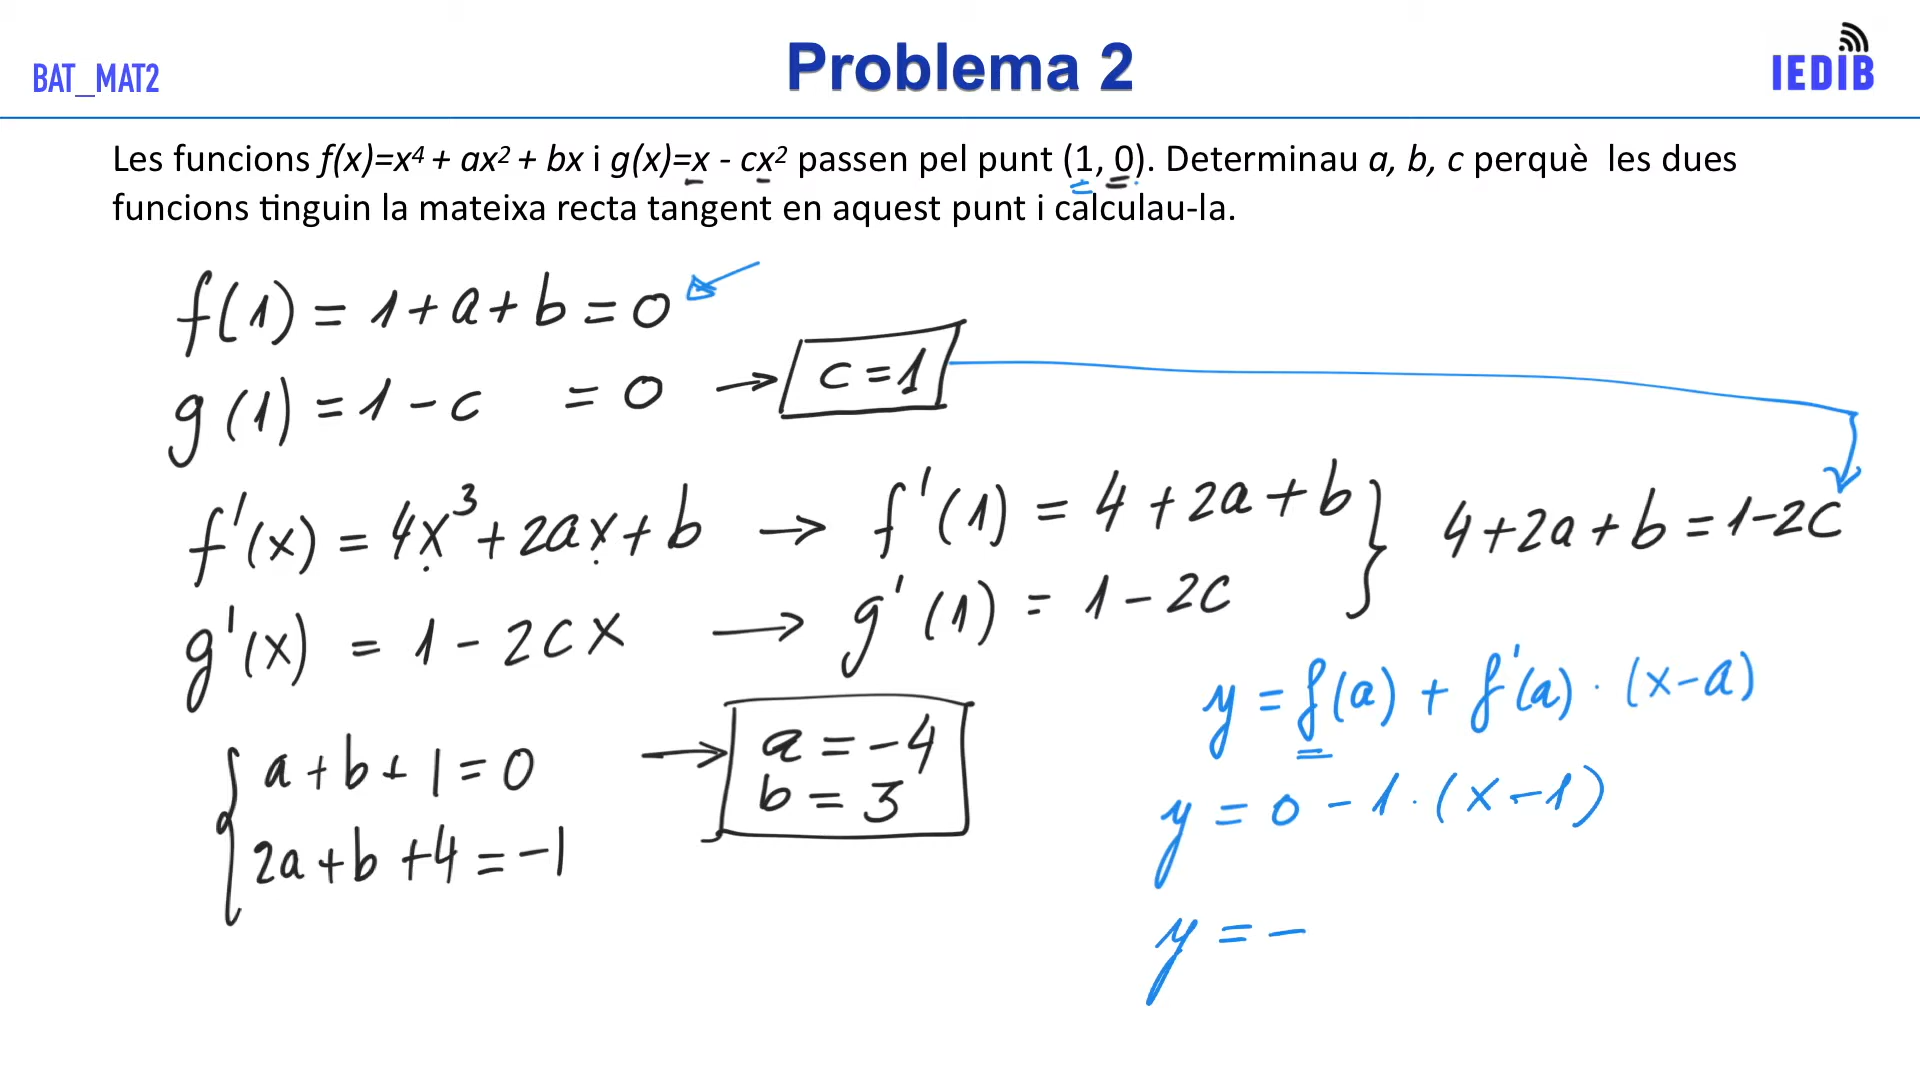 BAT_MAT2
Problema 2
IEDIB
Les funcions f(x)=x⁴ + ax² + bx i g(x)=x - cx² passen pel punt (1, 0). Determinau a, b, c perquè les dues
funcions tinguin la mateixa recta tangent en aquest punt i calculau-la.
f(1) = 1 + a + b = 0
g(1) = 1 - c = 0 → c = 1
f'(x) = 4x³ + 2ax + b → f'(1) = 4 + 2a + b } 4 + 2a + b = 1 - 2c
g'(x) = 1 - 2cx → g'(1) = 1 - 2c
{ a + b + 1 = 0 → a = -4
2a + b + 4 = -1 b = 3
y = f(a) + f'(a) · (x - a)
y = 0 - 1 · (x - 1)
y = -